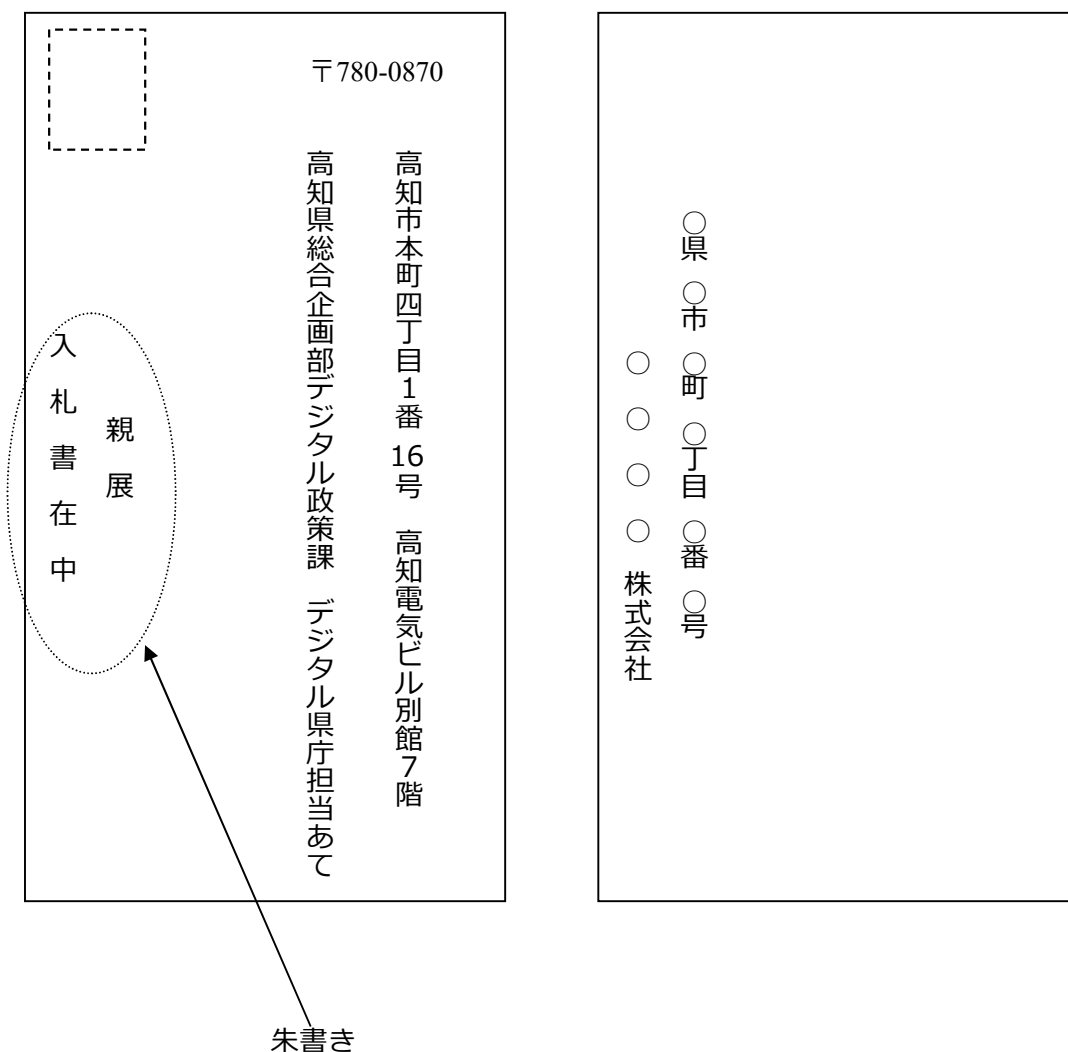 〒780-0870
高知市本町四丁目1番16号　高知電気ビル別館7階
高知県総合企画部デジタル政策課　デジタル県庁担当あて
親展
入札書在中
朱書き
○県○市○町○丁目○番○号
○○○○株式会社